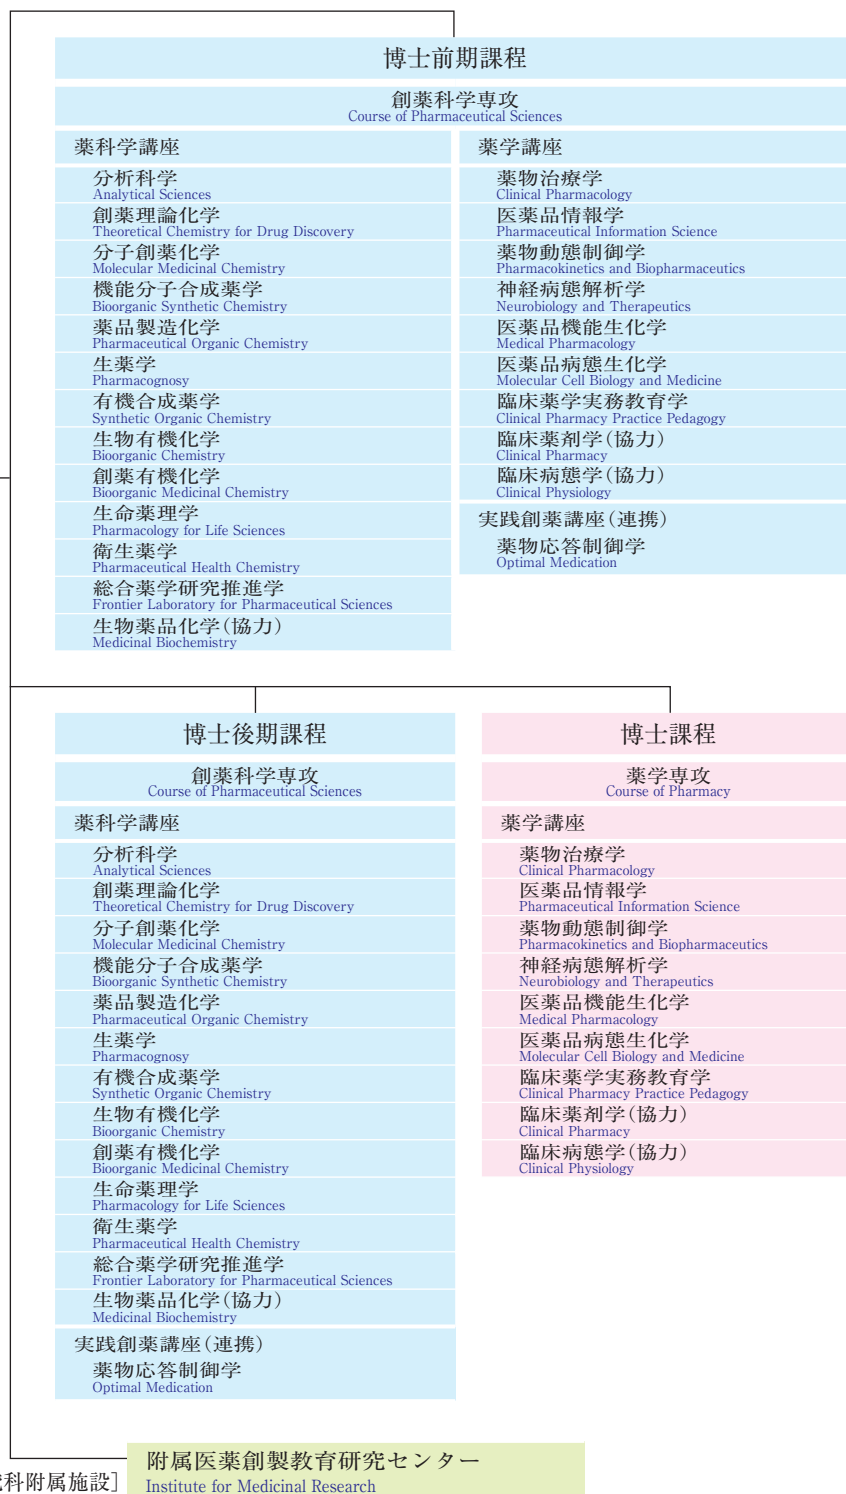 博士前期課程
創薬科学専攻
Course of Pharmaceutical Sciences
薬科学講座
分析科学
Analytical Sciences
創薬理論化学
Theoretical Chemistry for Drug Discovery
分子創薬化学
Molecular Medicinal Chemistry
機能分子合成薬学
Bioorganic Synthetic Chemistry
薬品製造化学
Pharmaceutical Organic Chemistry
生薬学
Pharmacognosy
有機合成薬学
Synthetic Organic Chemistry
生物有機化学
Bioorganic Chemistry
創薬有機化学
Bioorganic Medicinal Chemistry
生命薬理学
Pharmacology for Life Sciences
衛生薬学
Pharmaceutical Health Chemistry
総合薬学研究推進学
Frontier Laboratory for Pharmaceutical Sciences
生物薬品化学(協力)
Medicinal Biochemistry
薬学講座
薬物治療学
Clinical Pharmacology
医薬品情報学
Pharmaceutical Information Science
薬物動態制御学
Pharmacokinetics and Biopharmaceutics
神経病態解析学
Neurobiology and Therapeutics
医薬品機能生化学
Medical Pharmacology
医薬品病態生化学
Molecular Cell Biology and Medicine
臨床薬学実務教育学
Clinical Pharmacy Practice Pedagogy
臨床薬剤学(協力)
Clinical Pharmacy
臨床病態学(協力)
Clinical Physiology
実践創薬講座(連携)
薬物応答制御学
Optimal Medication
博士後期課程
創薬科学専攻
Course of Pharmaceutical Sciences
薬科学講座
分析科学
Analytical Sciences
創薬理論化学
Theoretical Chemistry for Drug Discovery
分子創薬化学
Molecular Medicinal Chemistry
機能分子合成薬学
Bioorganic Synthetic Chemistry
薬品製造化学
Pharmaceutical Organic Chemistry
生薬学
Pharmacognosy
有機合成薬学
Synthetic Organic Chemistry
生物有機化学
Bioorganic Chemistry
創薬有機化学
Bioorganic Medicinal Chemistry
生命薬理学
Pharmacology for Life Sciences
衛生薬学
Pharmaceutical Health Chemistry
総合薬学研究推進学
Frontier Laboratory for Pharmaceutical Sciences
生物薬品化学(協力)
Medicinal Biochemistry
実践創薬講座(連携)
薬物応答制御学
Optimal Medication
博士課程
薬学専攻
Course of Pharmacy
薬学講座
薬物治療学
Clinical Pharmacology
医薬品情報学
Pharmaceutical Information Science
薬物動態制御学
Pharmacokinetics and Biopharmaceutics
神経病態解析学
Neurobiology and Therapeutics
医薬品機能生化学
Medical Pharmacology
医薬品病態生化学
Molecular Cell Biology and Medicine
臨床薬学実務教育学
Clinical Pharmacy Practice Pedagogy
臨床薬剤学(協力)
Clinical Pharmacy
臨床病態学(協力)
Clinical Physiology
科附属施設]
附属医薬創製教育研究センター
Institute for Medicinal Research